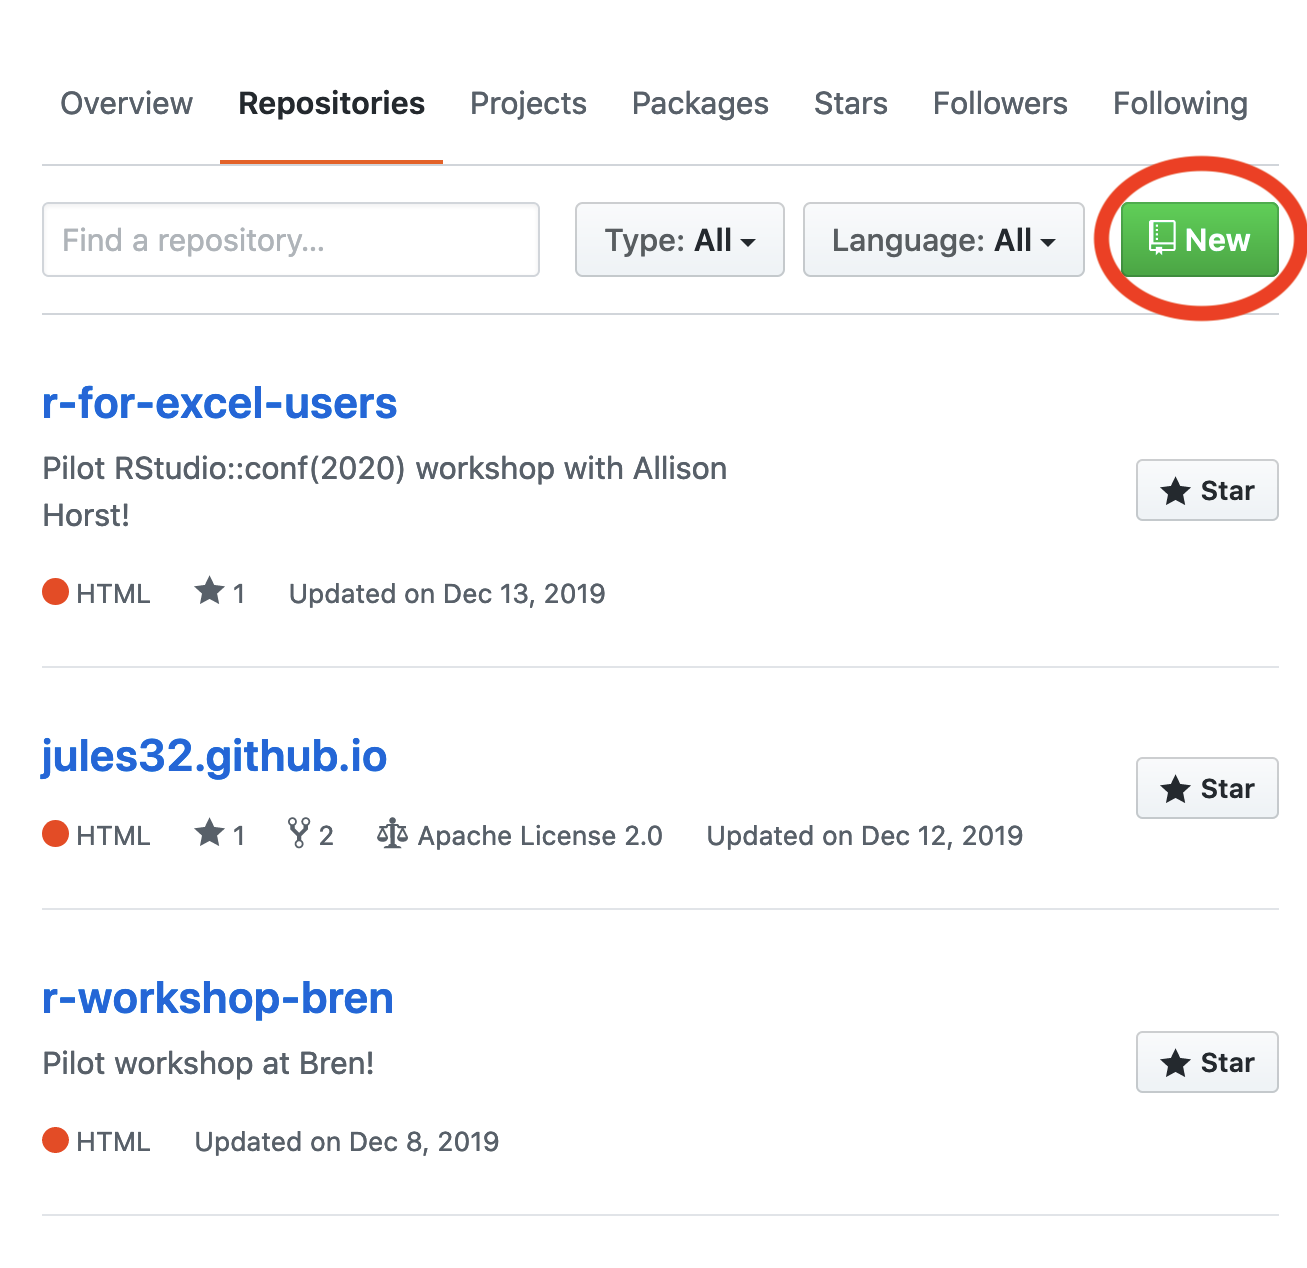 Overview Repositories Projects Packages Stars Followers Following
Find a repository... Type: All Language: All New
r-for-excel-users
Pilot RStudio::conf(2020) workshop with Allison
Horst!
Star
HTML 1 Updated on Dec 13, 2019
jules32.github.io
Star
HTML 1 2 Apache License 2.0 Updated on Dec 12, 2019
r-workshop-bren
Pilot workshop at Bren!
Star
HTML Updated on Dec 8, 2019